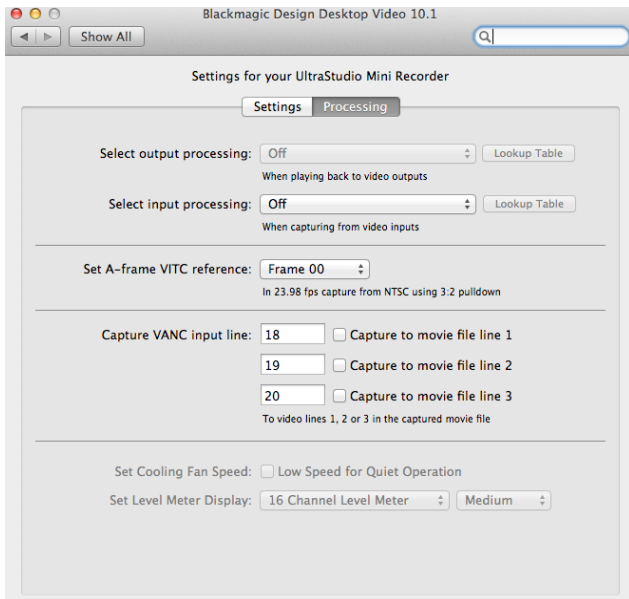 Blackmagic Design Desktop Video 10.1
Show All
Settings for your UltraStudio Mini Recorder
Settings Processing
Select output processing: Off Lookup Table
When playing back to video outputs
Select input processing: Off Lookup Table
When capturing from video inputs
Set A-frame VITC reference: Frame 00
In 23.98 fps capture from NTSC using 3:2 pulldown
Capture VANC input line: 18 Capture to movie file line 1
19 Capture to movie file line 2
20 Capture to movie file line 3
To video lines 1, 2 or 3 in the captured movie file
Set Cooling Fan Speed: Low Speed for Quiet Operation
Set Level Meter Display: 16 Channel Level Meter Medium